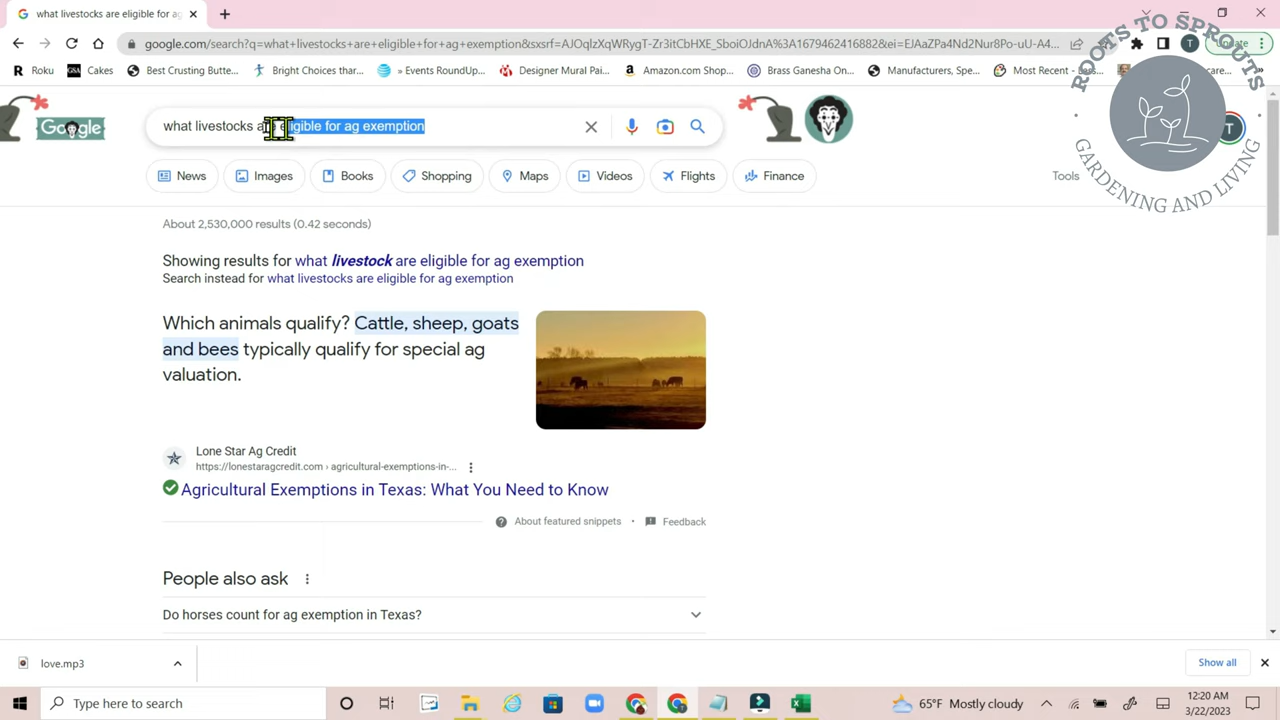 what livestocks are eligible for ag
google.com/search?q=what+livestocks+are+eligible+for+ag+exemption&sxsrf=AJOqlzXqWRygT-Zr3itCbHXE_SboiOJdnA%3A1679462416882&ei=EJAaZPa4Nd2Nur8Po-uU-A4...
Update
Roku
Cakes
Best Crusting Butte...
Bright Choices thar...
» Events RoundUp...
Designer Mural Pai...
Amazon.com Shop...
Brass Ganesha On...
Manufacturers, Spe...
Most Recent - Less...
care...
ROOTS TO SPROUTS
GARDENING AND LIVING
Google
what livestocks are eligible for ag exemption
T
News
Images
Books
Shopping
Maps
Videos
Flights
Finance
Tools
About 2,530,000 results (0.42 seconds)
Showing results for what livestock are eligible for ag exemption
Search instead for what livestocks are eligible for ag exemption
Which animals qualify? Cattle, sheep, goats
and bees typically qualify for special ag
valuation.
Lone Star Ag Credit
https://lonestaragcredit.com › agricultural-exemptions-in-...
Agricultural Exemptions in Texas: What You Need to Know
About featured snippets
Feedback
People also ask
Do horses count for ag exemption in Texas?
love.mp3
Show all
Type here to search
65°F Mostly cloudy
12:20 AM
3/22/2023